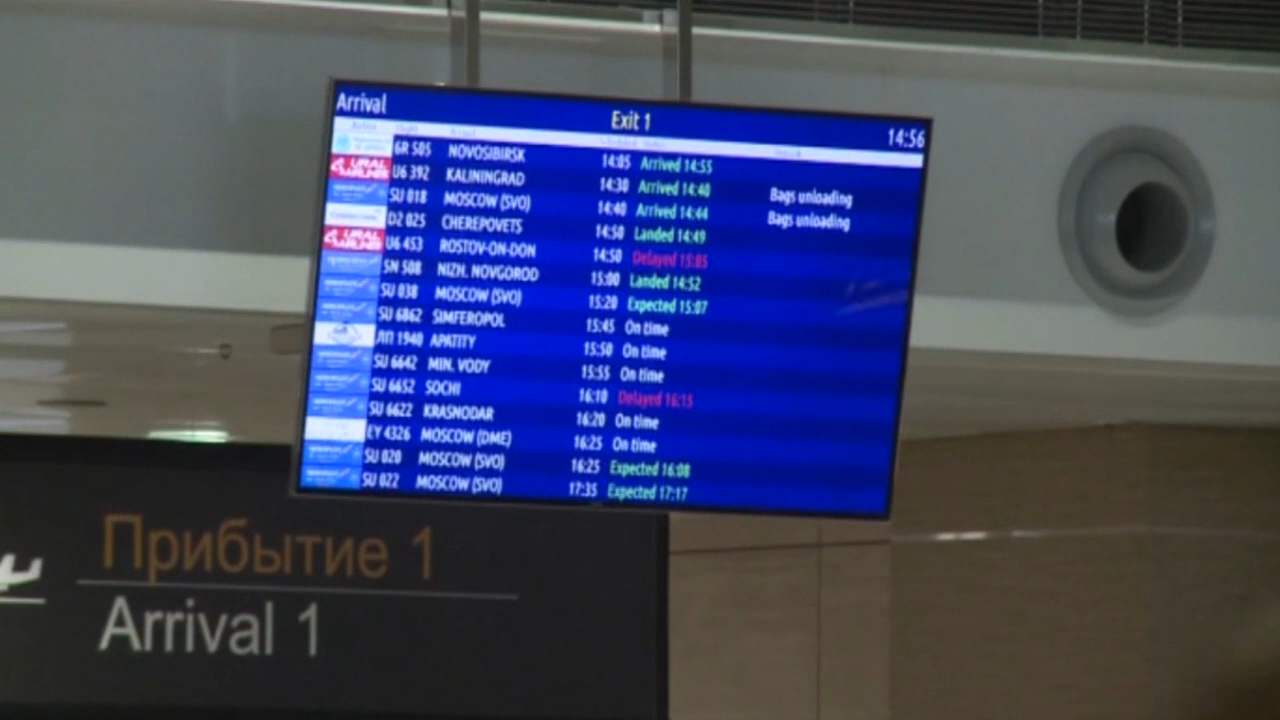 Arrival Exit 1 14:56
6R 505 NOVOSIBIRSK 14:05 Arrived 14:55
URAL AIRLINES U6 392 KALININGRAD 14:30 Arrived 14:40 Bags unloading
SU 018 MOSCOW (SVO) 14:40 Arrived 14:44 Bags unloading
D2 025 CHEREPOVETS 14:50 Landed 14:49
URAL AIRLINES U6 453 ROSTOV-ON-DON 14:50 Delayed 15:05
5N 508 NIZH. NOVGOROD 15:00 Landed 14:52
SU 038 MOSCOW (SVO) 15:20 Expected 15:07
SU 6862 SIMFEROPOL 15:45 On time
ЛП 1940 APATITY 15:50 On time
SU 6642 MIN. VODY 15:55 On time
SU 6652 SOCHI 16:10 Delayed 16:15
SU 6622 KRASNODAR 16:20 On time
EY 4326 MOSCOW (DME) 16:25 On time
SU 020 MOSCOW (SVO) 16:25 Expected 16:08
SU 022 MOSCOW (SVO) 17:35 Expected 17:17
Прибытие 1
Arrival 1